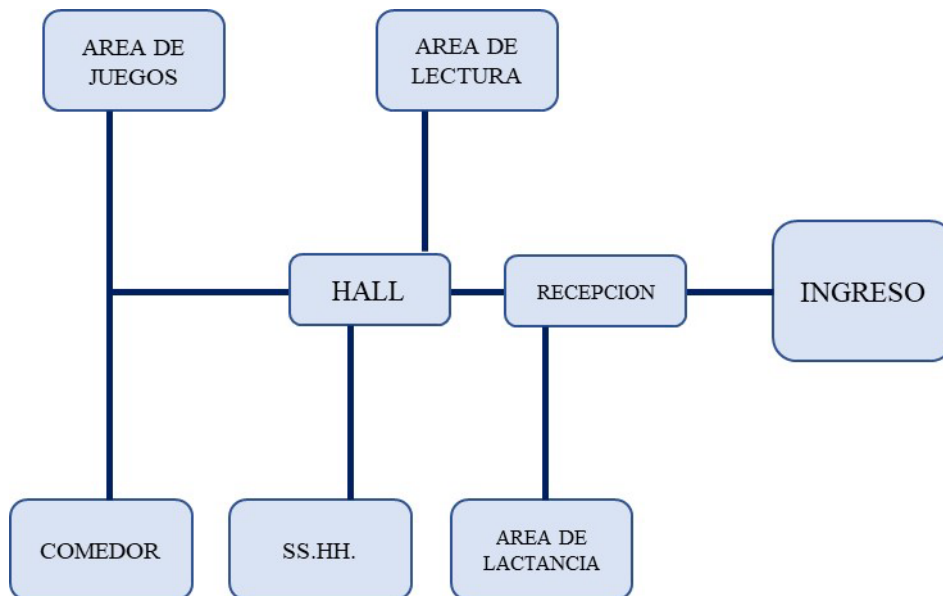 AREA DE
JUEGOS
AREA DE
LECTURA
HALL
RECEPCION
INGRESO
COMEDOR
SS.HH.
AREA DE
LACTANCIA